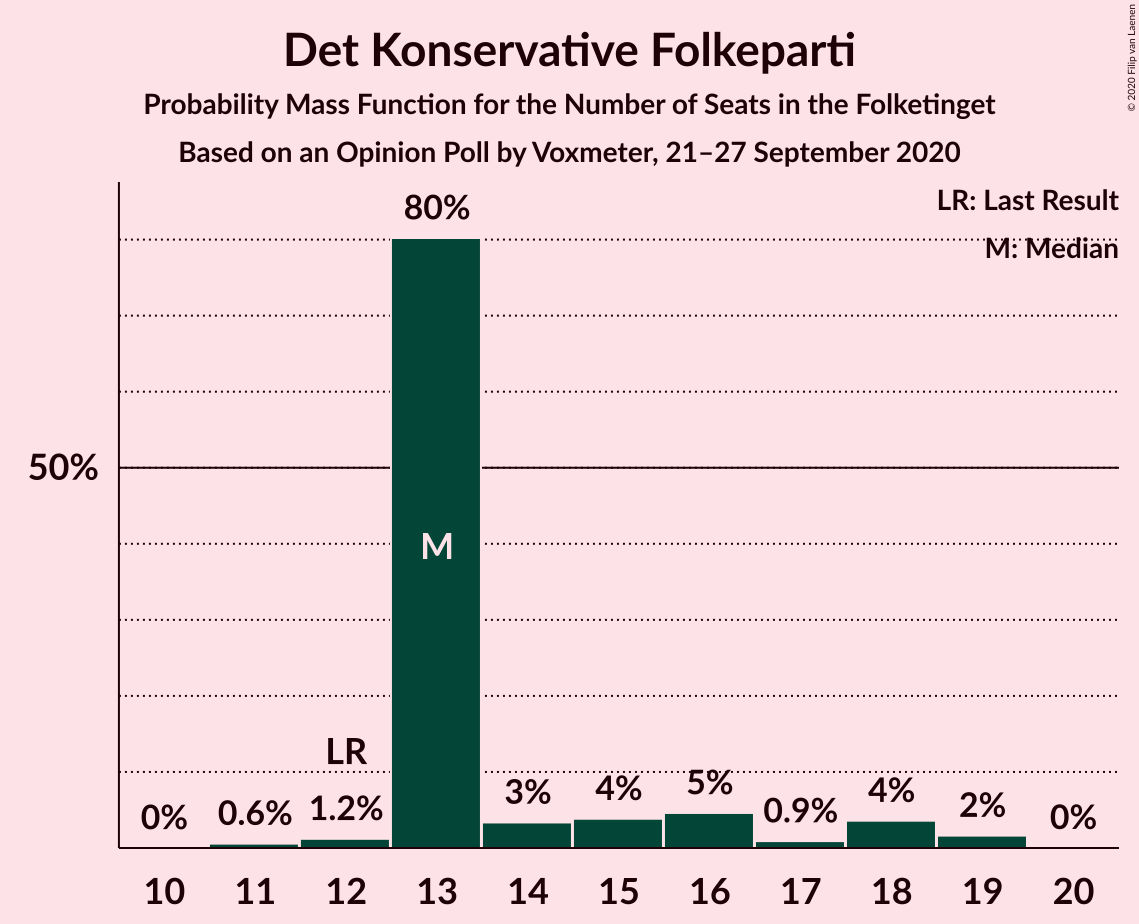 Det Konservative Folkeparti
Probability Mass Function for the Number of Seats in the Folketinget
Based on an Opinion Poll by Voxmeter, 21–27 September 2020
© 2020 Filip van Laenen
LR: Last Result
M: Median
80%
50%
M
LR
0%
0.6%
1.2%
3%
4%
5%
0.9%
4%
2%
0%
10 11 12 13 14 15 16 17 18 19 20